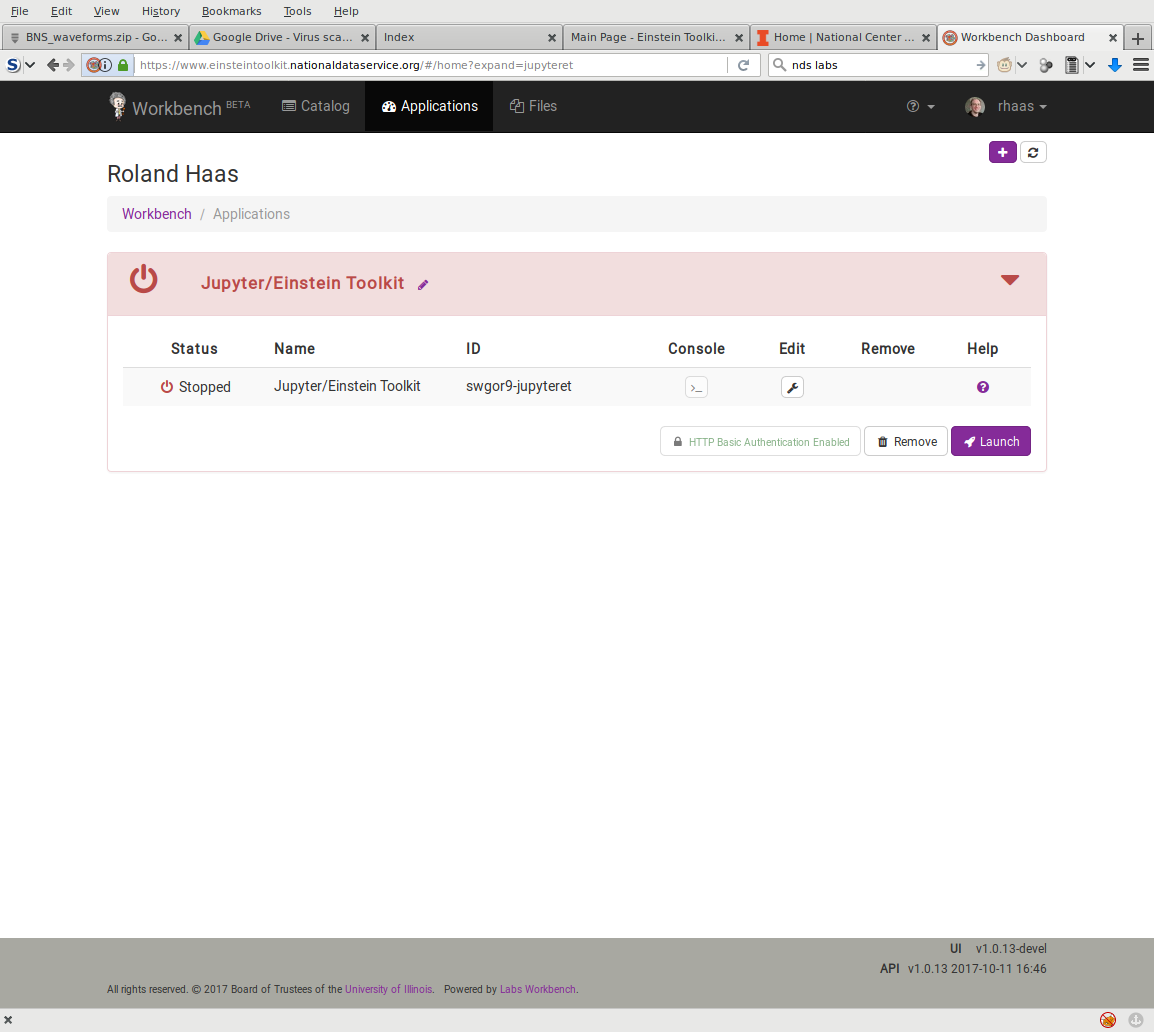 File Edit View History Bookmarks Tools Help
BNS_waveforms.zip - Go... Google Drive - Virus sca... Index Main Page - Einstein Toolki... Home | National Center ... Workbench Dashboard
https://www.einsteintoolkit.nationaldataservice.org/#/home?expand=jupyteret nds labs
Workbench BETA Catalog Applications Files rhaas
Roland Haas
Workbench / Applications
Jupyter/Einstein Toolkit
Status Name ID Console Edit Remove Help
Stopped Jupyter/Einstein Toolkit swgor9-jupyteret >_
HTTP Basic Authentication Enabled Remove Launch
UI v1.0.13-devel
API v1.0.13 2017-10-11 16:46
All rights reserved. © 2017 Board of Trustees of the University of Illinois. Powered by Labs Workbench.